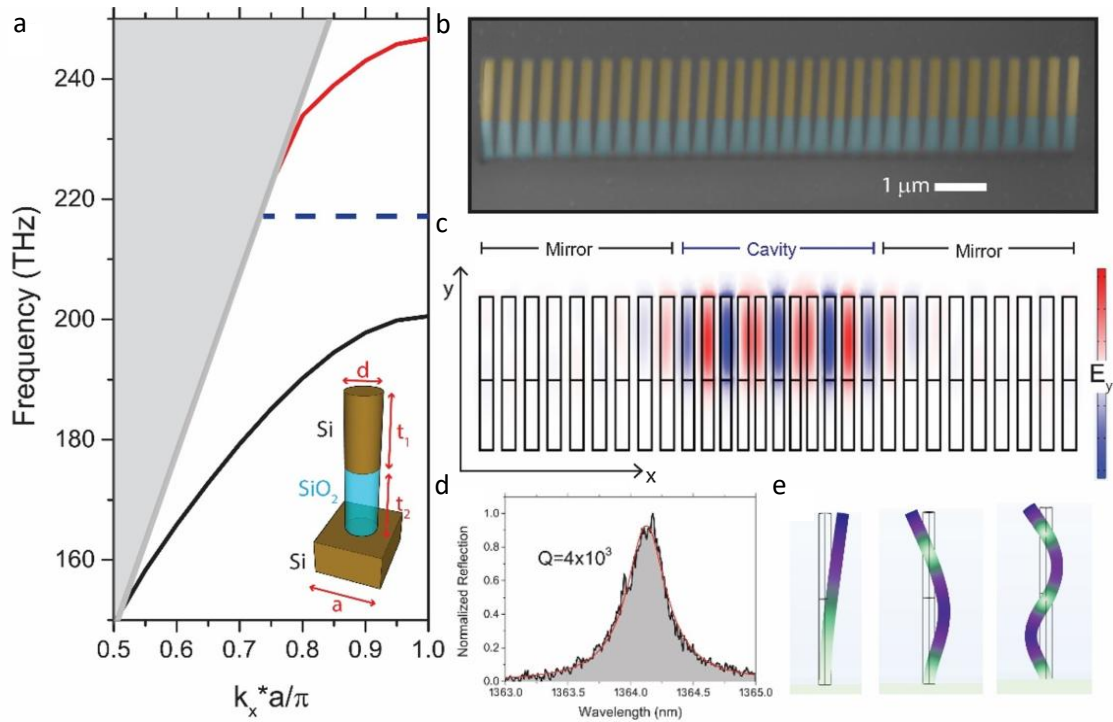 a
240
220
200
180
160
Frequency (THz)
0.5 0.6 0.7 0.8 0.9 1.0
kₓ*a/π
d
Si
t₁
SiO₂
t₂
Si
a
b
1 μm
c
Mirror Cavity Mirror
y
x
E_y
d
Q=4x10³
Normalized Reflection
1.0
0.8
0.6
0.4
0.2
0.0
1363.0 1363.5 1364.0 1364.5 1365.0
Wavelength (nm)
e